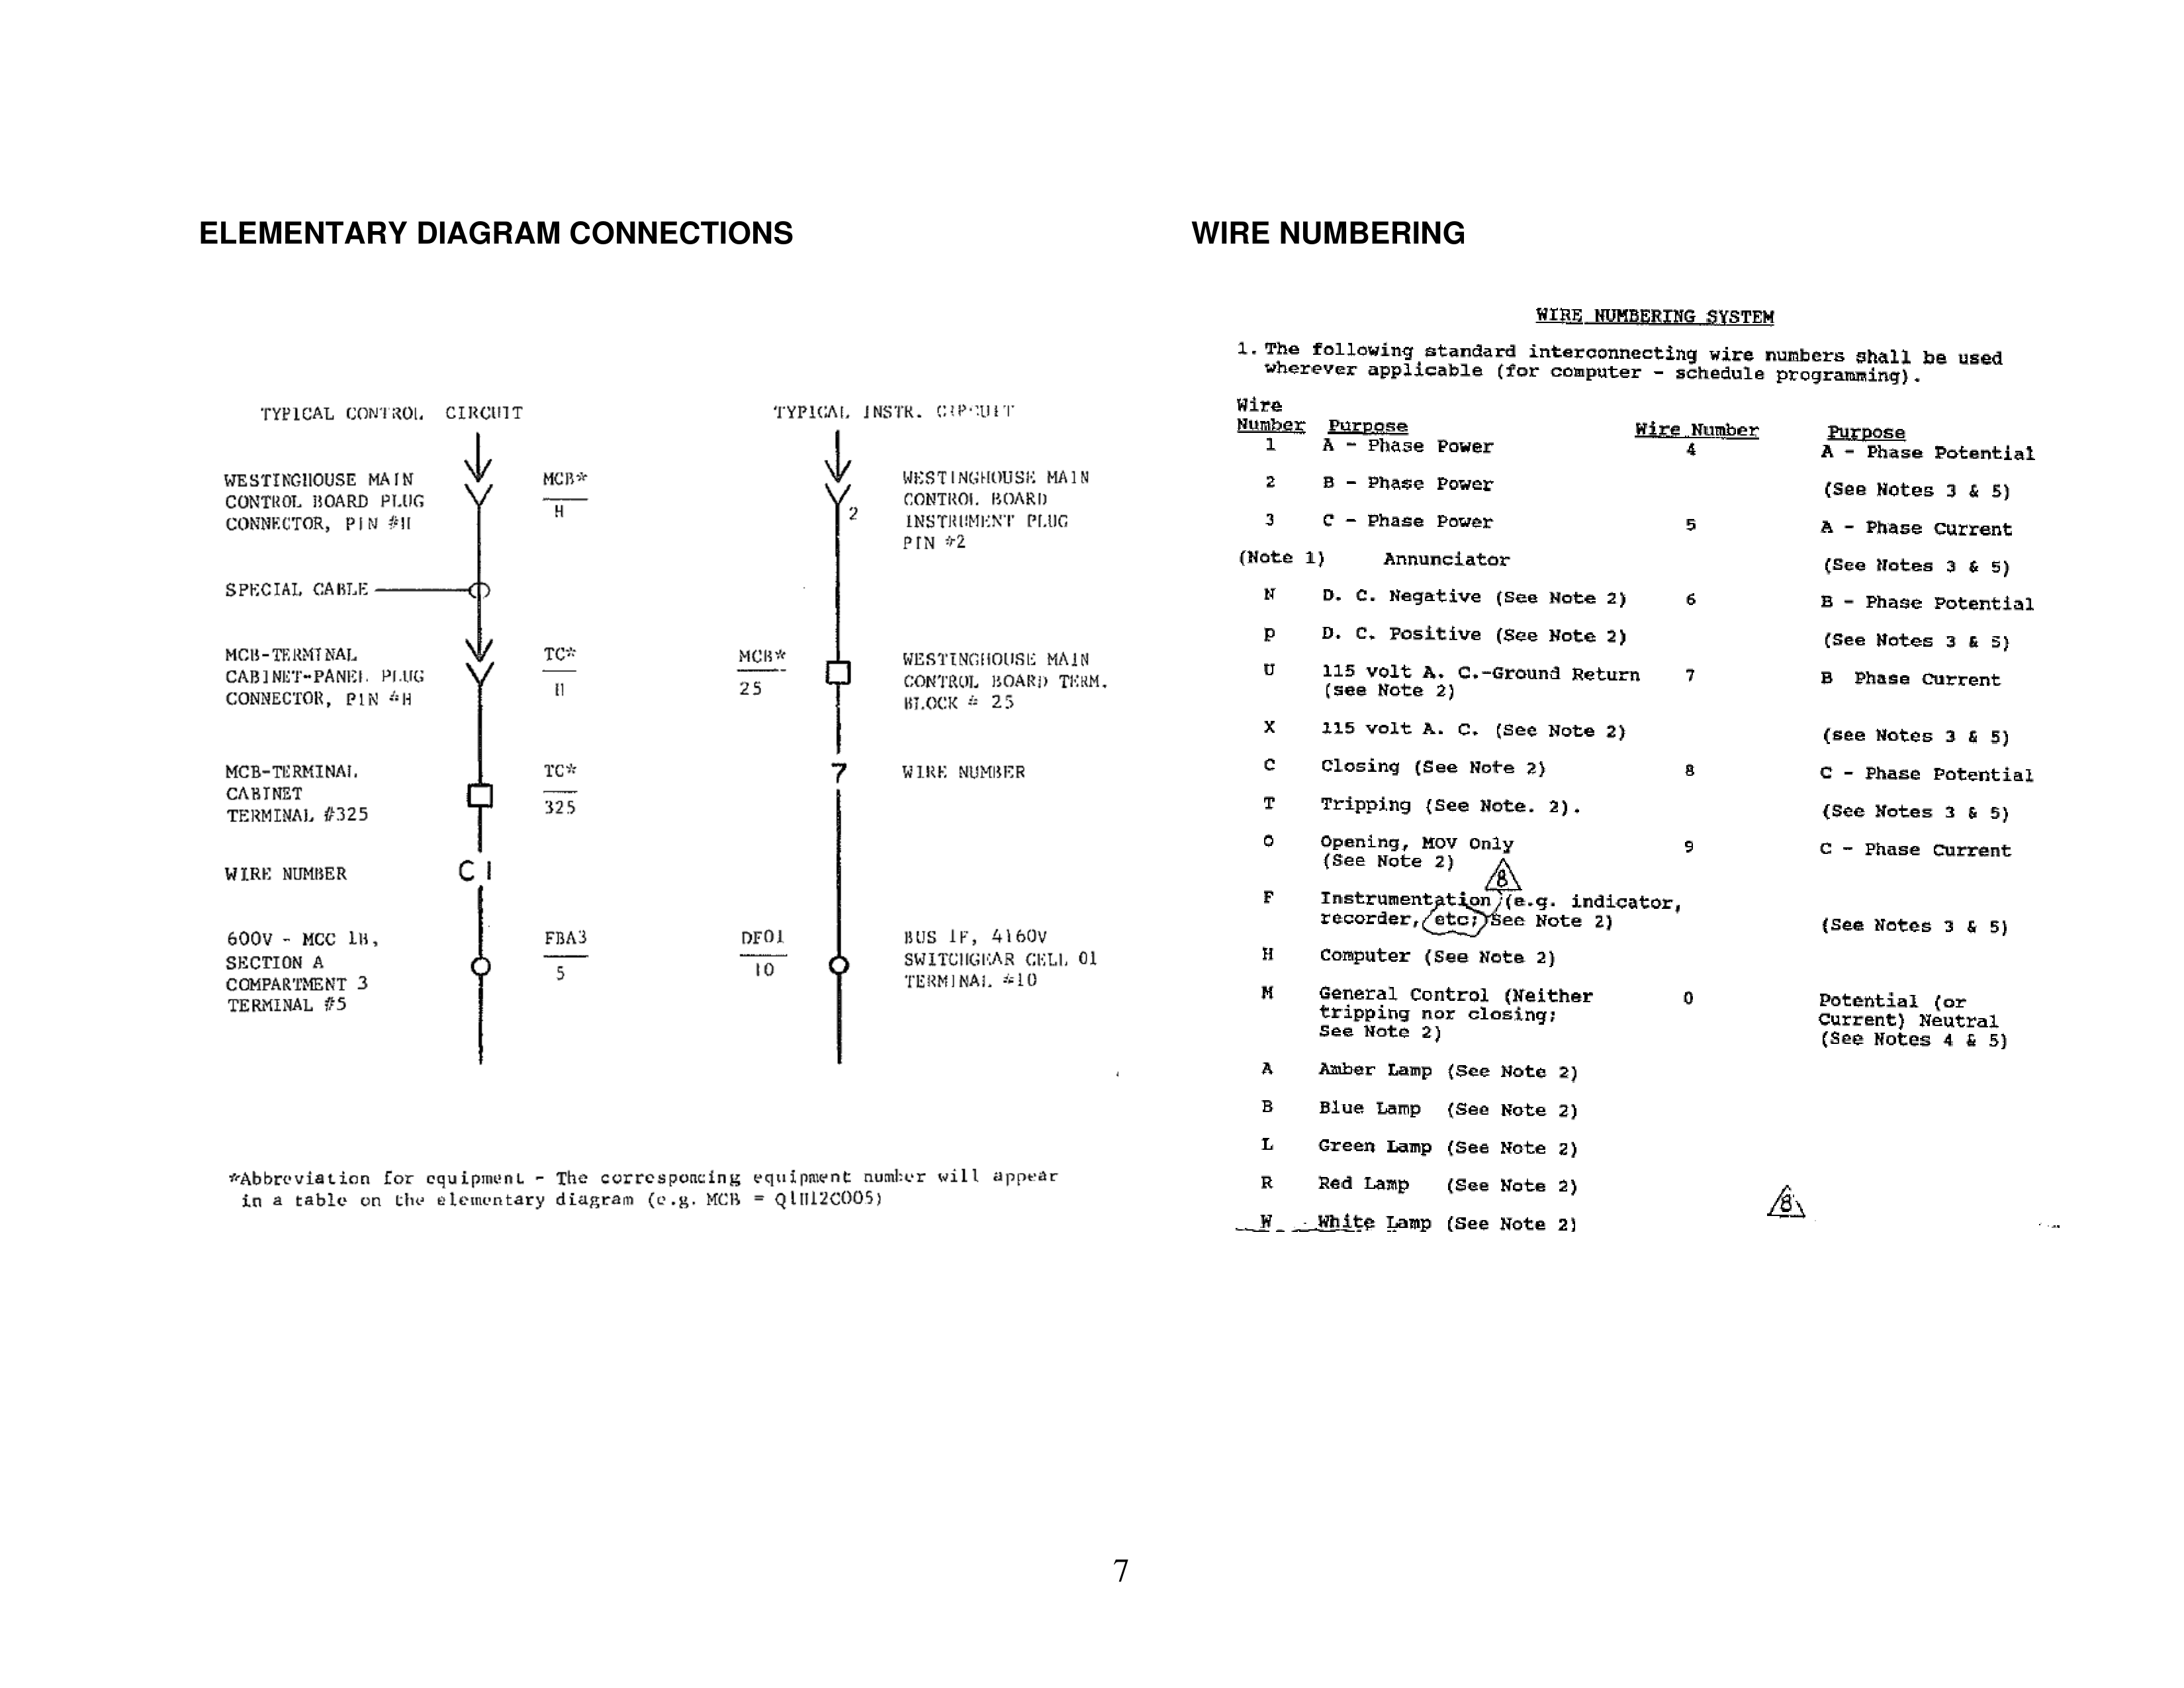 ELEMENTARY DIAGRAM CONNECTIONS
TYPICAL CONTROL CIRCUIT
WESTINGHOUSE MAIN
CONTROL BOARD PLUG
CONNECTOR, PIN #H
MCB*
H
SPECIAL CABLE
MCB-TERMINAL
CABINET-PANEL PLUG
CONNECTOR, PIN #H
TC*
H
MCB-TERMINAL
CABINET
TERMINAL #325
TC*
325
WIRE NUMBER
C1
600V - MCC 1B,
SECTION A
COMPARTMENT 3
TERMINAL #5
FBA3
5
TYPICAL INSTR. CIRCUIT
2
WESTINGHOUSE MAIN
CONTROL BOARD
INSTRUMENT PLUG
PIN #2
MCB*
25
WESTINGHOUSE MAIN
CONTROL BOARD TERM.
BLOCK # 25
7
WIRE NUMBER
DF01
10
BUS 1F, 4160V
SWITCHGEAR CELL 01
TERMINAL #10
*Abbreviation for equipment - The corresponcing equipment number will appear
in a table on the elementary diagram (e.g. MCB = Q1H12C005)
WIRE NUMBERING
WIRE NUMBERING SYSTEM
1. The following standard interconnecting wire numbers shall be used
wherever applicable (for computer - schedule programming).
Wire
Number Purpose
1 A - Phase Power
2 B - Phase Power
3 C - Phase Power
(Note 1) Annunciator
N D. C. Negative (See Note 2)
P D. C. Positive (See Note 2)
U 115 volt A. C.-Ground Return
(see Note 2)
X 115 volt A. C. (See Note 2)
C Closing (See Note 2)
T Tripping (See Note. 2).
O Opening, MOV Only
(See Note 2)
8
F Instrumentation (e.g. indicator,
recorder, etc; See Note 2)
H Computer (See Note 2)
M General Control (Neither
tripping nor closing;
See Note 2)
A Amber Lamp (See Note 2)
B Blue Lamp (See Note 2)
L Green Lamp (See Note 2)
R Red Lamp (See Note 2)
W White Lamp (See Note 2)
Wire Number Purpose
4 A - Phase Potential
(See Notes 3 & 5)
5 A - Phase Current
(See Notes 3 & 5)
6 B - Phase Potential
(See Notes 3 & 5)
7 B Phase Current
(see Notes 3 & 5)
8 C - Phase Potential
(See Notes 3 & 5)
9 C - Phase Current
(See Notes 3 & 5)
0 Potential (or
Current) Neutral
(See Notes 4 & 5)
8
7